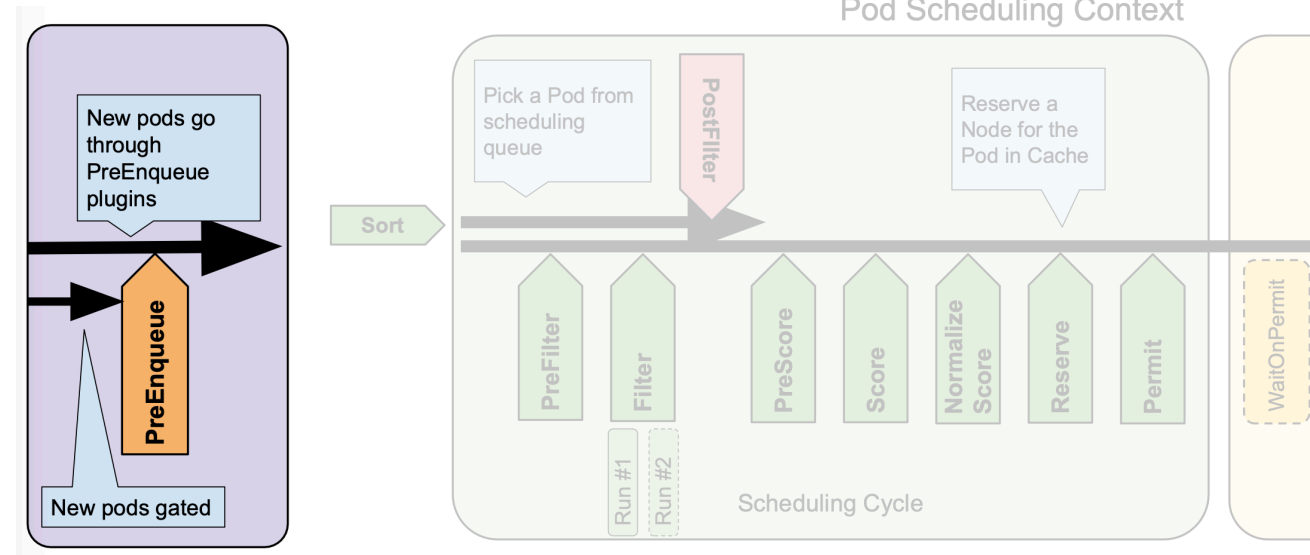 Pod Scheduling Context
New pods go
through
PreEnqueue
plugins
PreEnqueue
New pods gated
Sort
Pick a Pod from
scheduling
queue
PostFIlter
Reserve a
Node for the
Pod in Cache
PreFilter
Filter
PreScore
Score
Normalize
Score
Reserve
Permit
WaitOnPermit
Run #1
Run #2
Scheduling Cycle